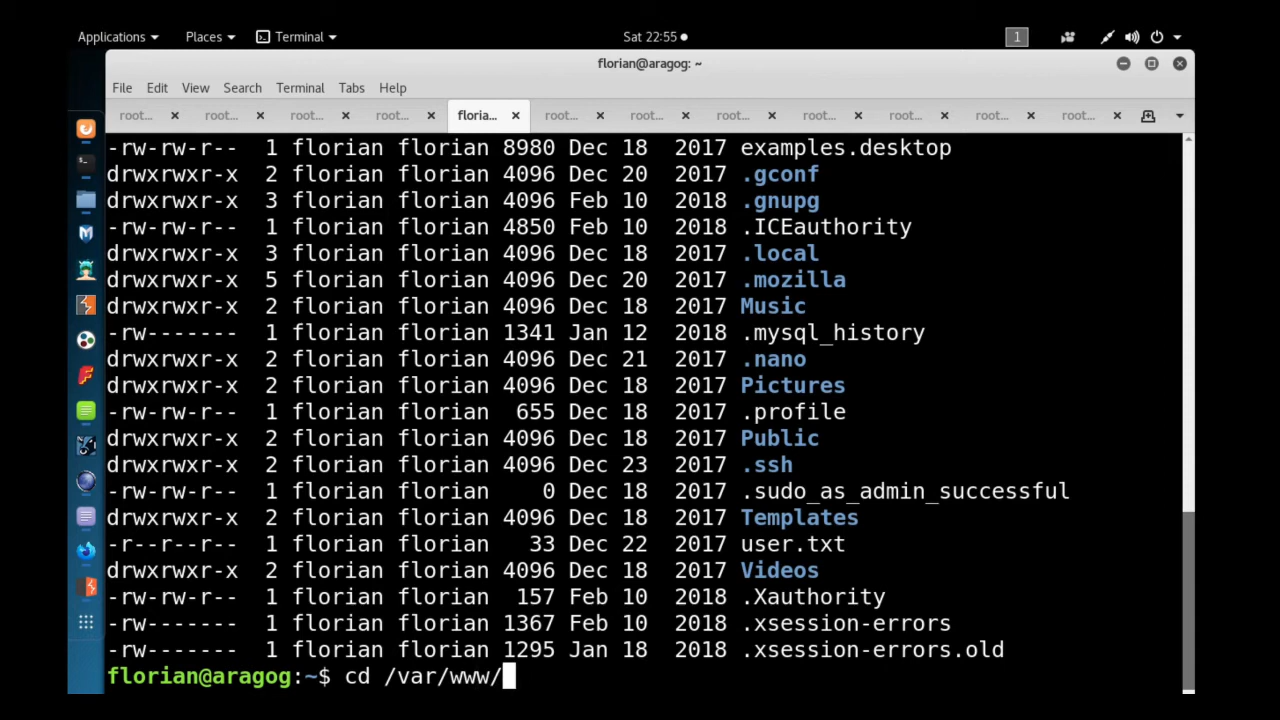 Applications Places Terminal Sat 22:55 1
florian@aragog: ~
File Edit View Search Terminal Tabs Help
root... root... root... root... floria... root... root... root... root... root... root... root...
-rw-rw-r-- 1 florian florian 8980 Dec 18 2017 examples.desktop
drwxrwxr-x 2 florian florian 4096 Dec 20 2017 .gconf
drwxrwxr-x 3 florian florian 4096 Feb 10 2018 .gnupg
-rw-rw-r-- 1 florian florian 4850 Feb 10 2018 .ICEauthority
drwxrwxr-x 3 florian florian 4096 Dec 18 2017 .local
drwxrwxr-x 5 florian florian 4096 Dec 20 2017 .mozilla
drwxrwxr-x 2 florian florian 4096 Dec 18 2017 Music
-rw------- 1 florian florian 1341 Jan 12 2018 .mysql_history
drwxrwxr-x 2 florian florian 4096 Dec 21 2017 .nano
drwxrwxr-x 2 florian florian 4096 Dec 18 2017 Pictures
-rw-rw-r-- 1 florian florian 655 Dec 18 2017 .profile
drwxrwxr-x 2 florian florian 4096 Dec 18 2017 Public
drwxrwxr-x 2 florian florian 4096 Dec 23 2017 .ssh
-rw-rw-r-- 1 florian florian 0 Dec 18 2017 .sudo_as_admin_successful
drwxrwxr-x 2 florian florian 4096 Dec 18 2017 Templates
-r--r--r-- 1 florian florian 33 Dec 22 2017 user.txt
drwxrwxr-x 2 florian florian 4096 Dec 18 2017 Videos
-rw-rw-r-- 1 florian florian 157 Feb 10 2018 .Xauthority
-rw------- 1 florian florian 1367 Feb 10 2018 .xsession-errors
-rw------- 1 florian florian 1295 Jan 18 2018 .xsession-errors.old
florian@aragog:~$ cd /var/www/